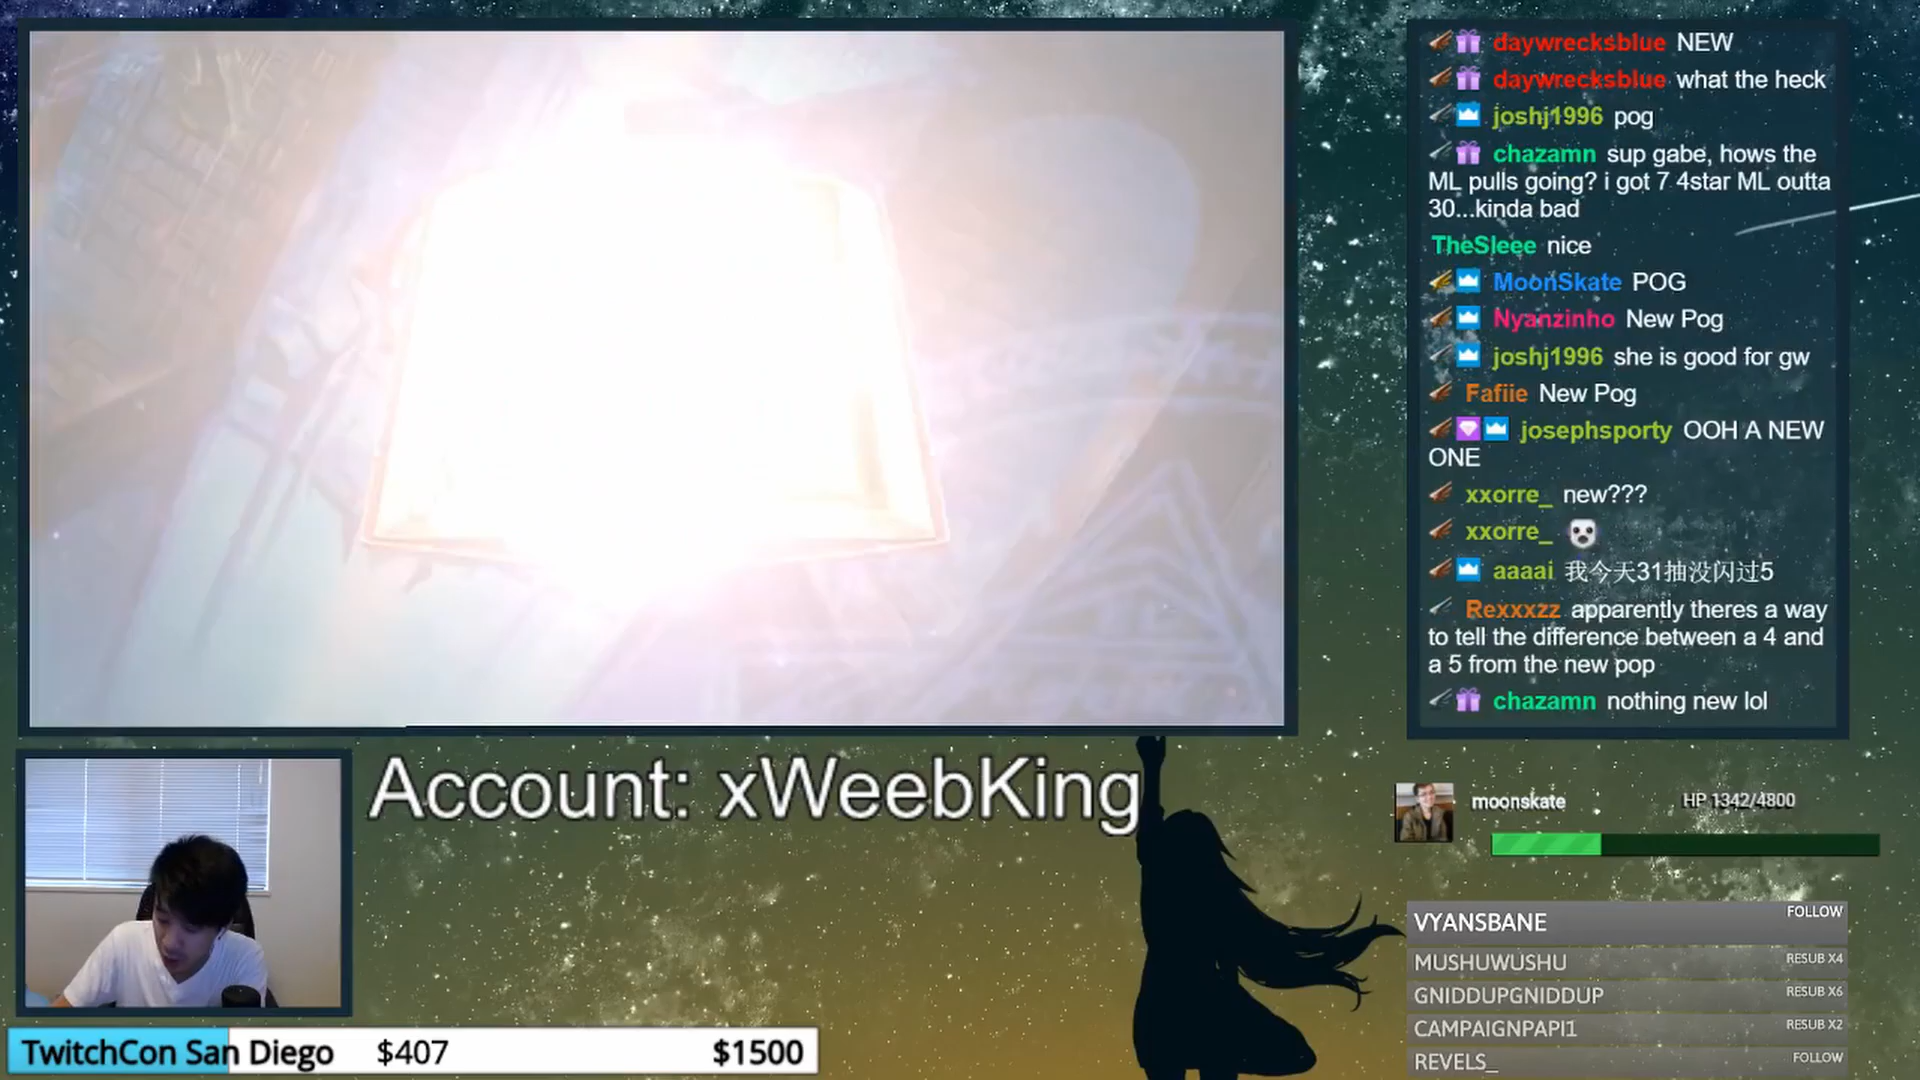 daywrecksblue NEW
daywrecksblue what the heck
joshj1996 pog
chazamn sup gabe, hows the
ML pulls going? i got 7 4star ML outta
30...kinda bad
TheSleee nice
MoonSkate POG
Nyanzinho New Pog
joshj1996 she is good for gw
Fafiie New Pog
josephsporty OOH A NEW
ONE
xxorre_ new???
xxorre_
aaaai 我今天31抽没闪过5
Rexxxzz apparently theres a way
to tell the difference between a 4 and
a 5 from the new pop
chazamn nothing new lol
Account: xWeebKing
moonskate HP 1342/4800
VYANSBANE FOLLOW
MUSHUWUSHU RESUB X4
GNIDDUPGNIDDUP RESUB X6
CAMPAIGNPAPI1 RESUB X2
REVELS_ FOLLOW
TwitchCon San Diego $407 $1500